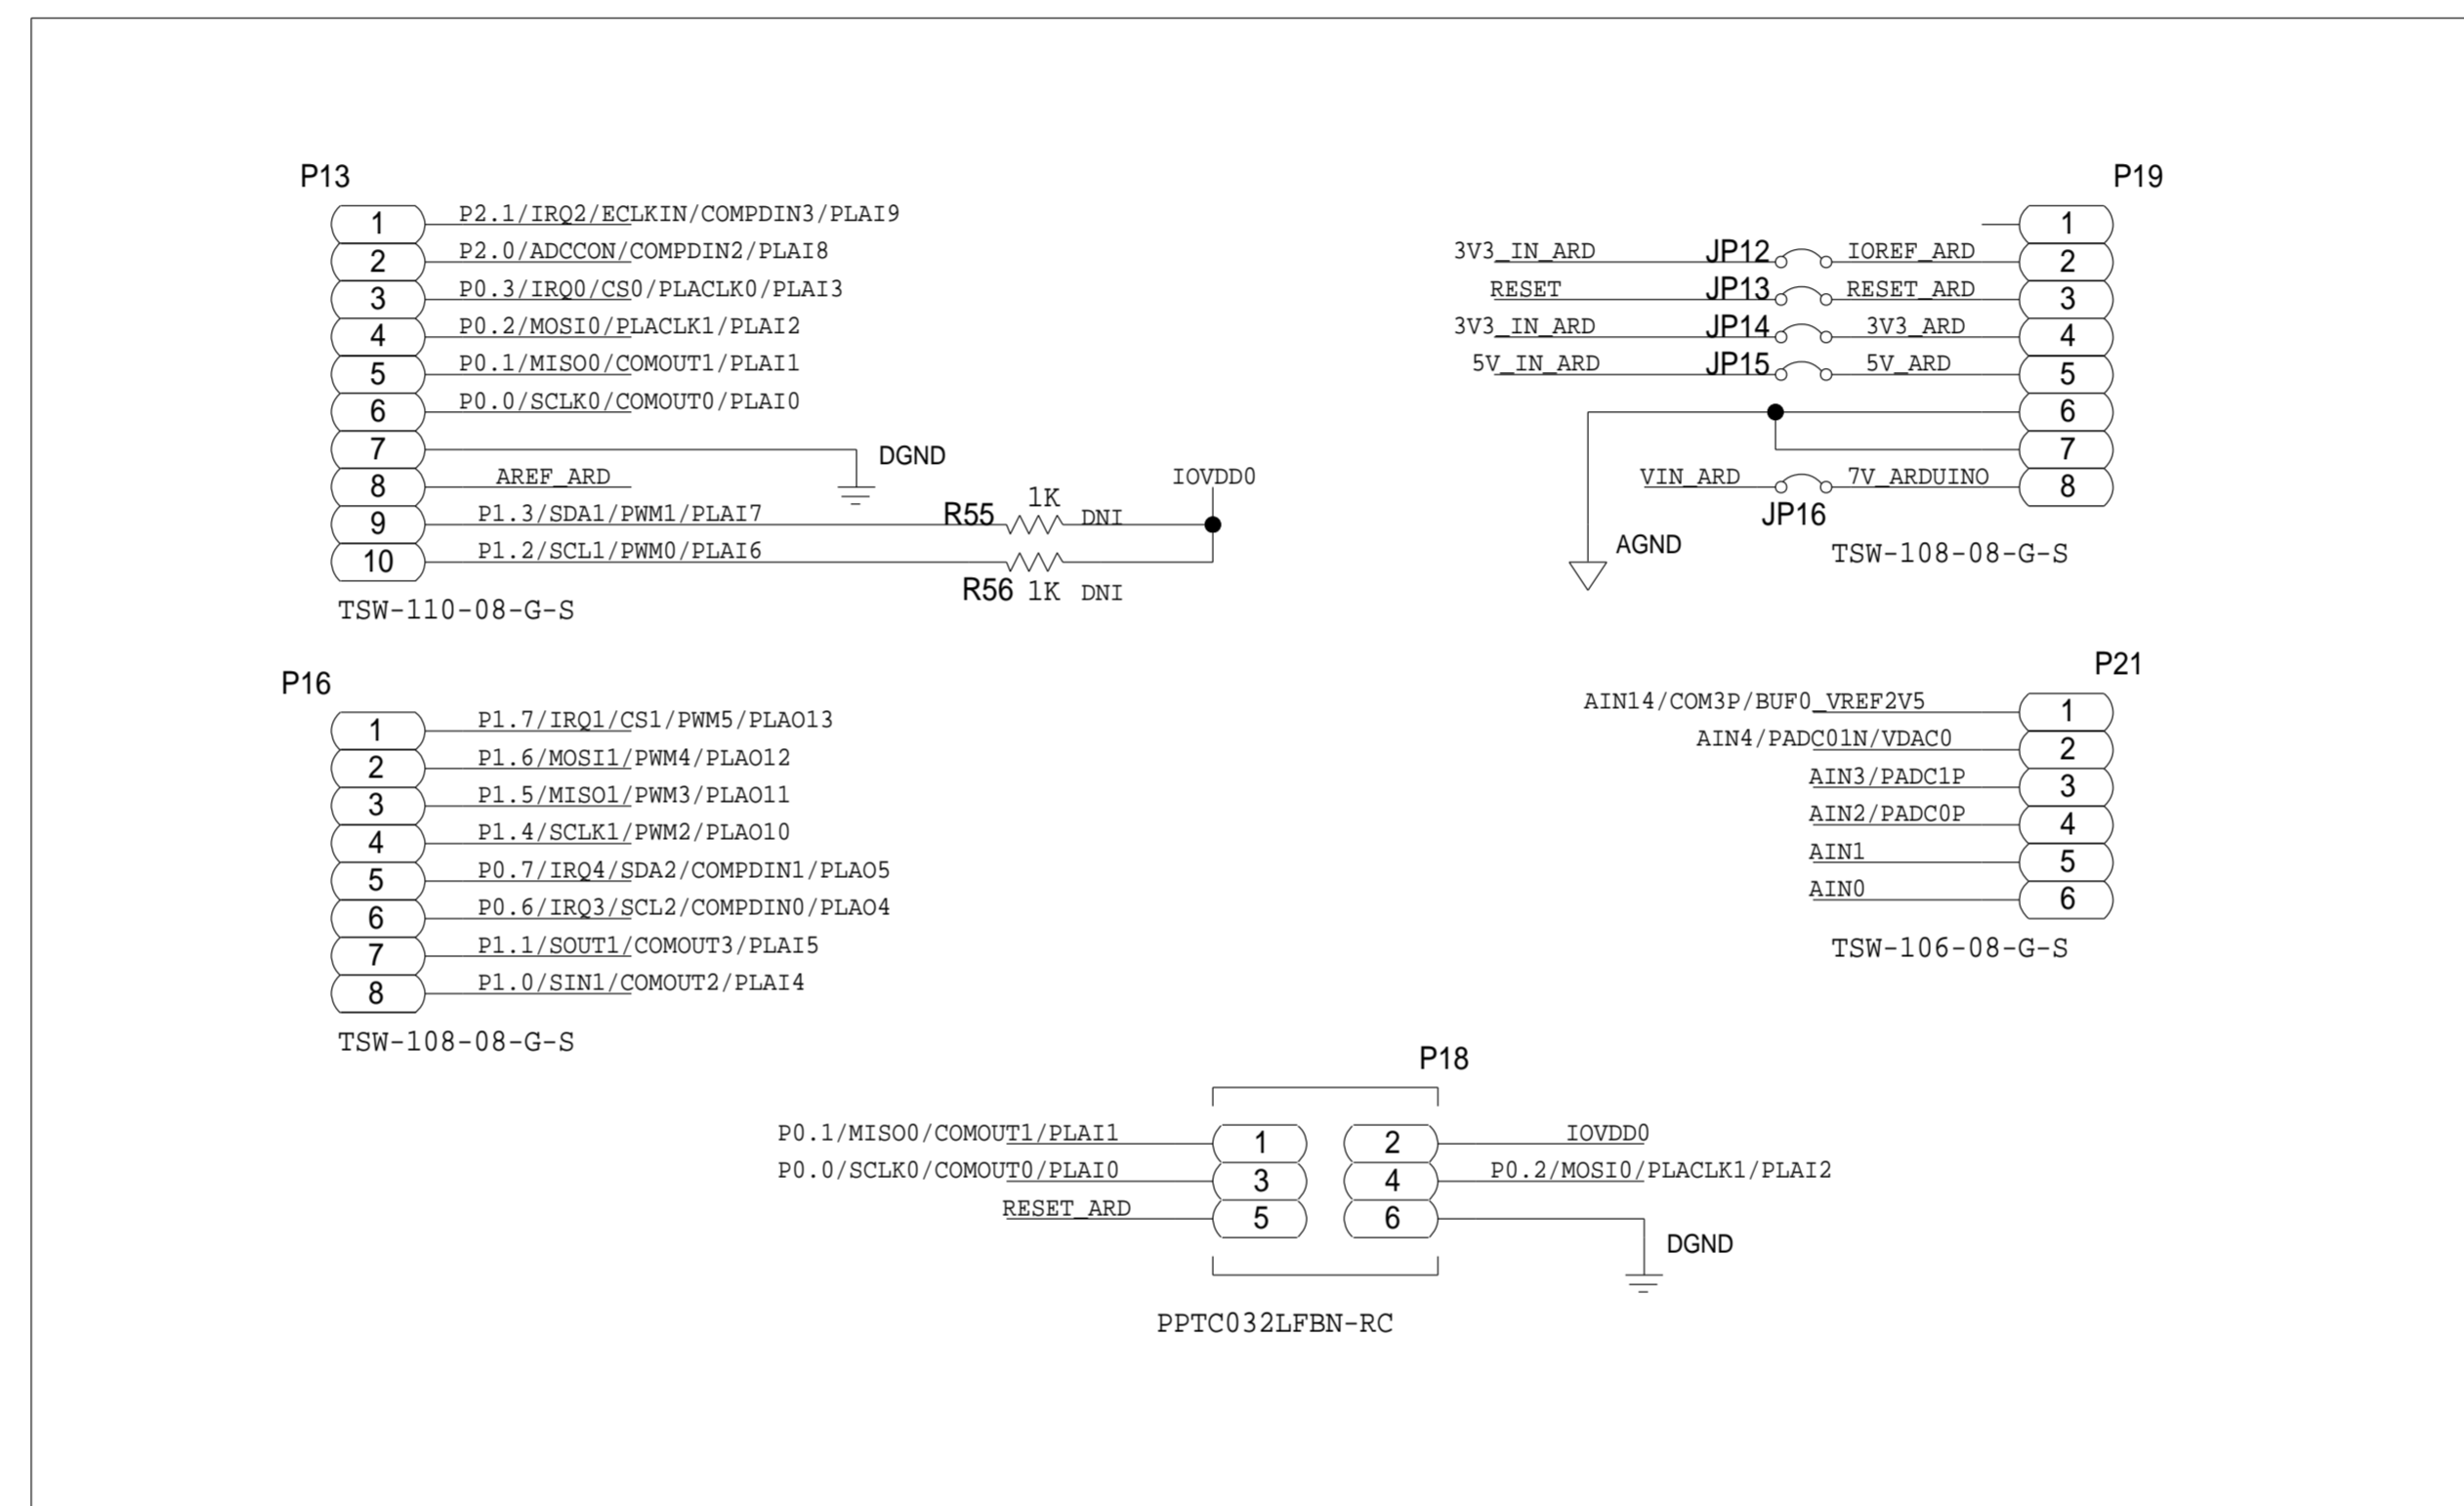 P13
1 P2.1/IRQ2/ECLKIN/COMPDIN3/PLAI9
2 P2.0/ADCCON/COMPDIN2/PLAI8
3 P0.3/IRQ0/CS0/PLACLK0/PLAI3
4 P0.2/MOSI0/PLACLK1/PLAI2
5 P0.1/MISO0/COMOUT1/PLAI1
6 P0.0/SCLK0/COMOUT0/PLAI0
7 DGND
8 AREF_ARD IOVDD0
9 P1.3/SDA1/PWM1/PLAI7 R55 1K DNI
10 P1.2/SCL1/PWM0/PLAI6 R56 1K DNI
TSW-110-08-G-S
P19
1
3V3_IN_ARD JP12 IOREF_ARD 2
RESET JP13 RESET_ARD 3
3V3_IN_ARD JP14 3V3_ARD 4
5V_IN_ARD JP15 5V_ARD 5
6
7
VIN_ARD JP16 7V_ARDUINO 8
AGND
TSW-108-08-G-S
P16
1 P1.7/IRQ1/CS1/PWM5/PLAO13
2 P1.6/MOSI1/PWM4/PLAO12
3 P1.5/MISO1/PWM3/PLAO11
4 P1.4/SCLK1/PWM2/PLAO10
5 P0.7/IRQ4/SDA2/COMPDIN1/PLAO5
6 P0.6/IRQ3/SCL2/COMPDIN0/PLAO4
7 P1.1/SOUT1/COMOUT3/PLAI5
8 P1.0/SIN1/COMOUT2/PLAI4
TSW-108-08-G-S
P21
AIN14/COM3P/BUF0_VREF2V5 1
AIN4/PADC01N/VDAC0 2
AIN3/PADC1P 3
AIN2/PADC0P 4
AIN1 5
AIN0 6
TSW-106-08-G-S
P18
P0.1/MISO0/COMOUT1/PLAI1 1 2 IOVDD0
P0.0/SCLK0/COMOUT0/PLAI0 3 4 P0.2/MOSI0/PLACLK1/PLAI2
RESET_ARD 5 6
DGND
PPTC032LFBN-RC